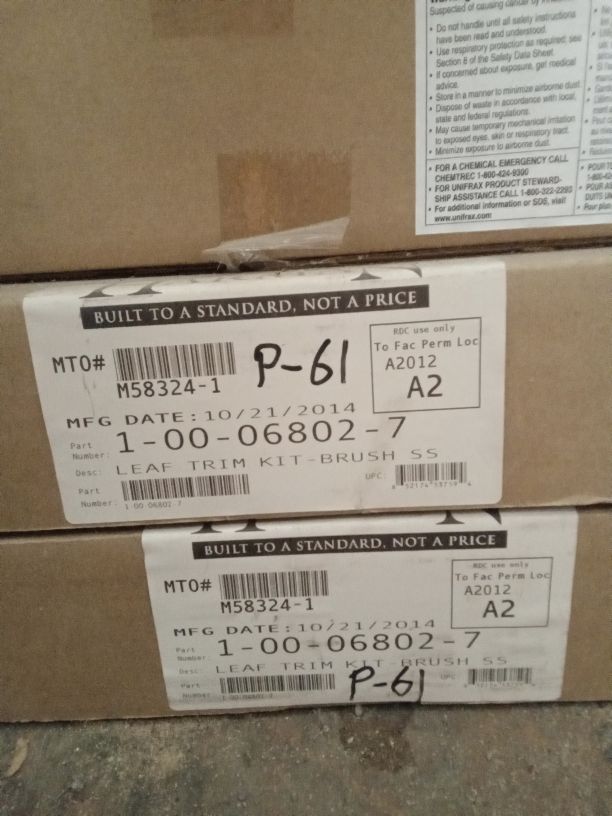 Suspected of causing cancer by
• Do not handle until all safety instructions
have been read and understood.
• Use respiratory protection as required; see
Section 8 of the Safety Data Sheet.
• If concerned about exposure, get medical
advice.
• Store in a manner to minimize airborne dust.
• Dispose of waste in accordance with local,
state and federal regulations.
• May cause temporary mechanical irritation
to exposed eyes, skin or respiratory tract.
• Minimize exposure to airborne dust.
• FOR A CHEMICAL EMERGENCY CALL
CHEMTREC 1-800-424-9300
• FOR UNIFRAX PRODUCT STEWARD-
SHIP ASSISTANCE CALL 1-800-322-2293
• For additional information or SDS, visit
www.unifrax.com
BUILT TO A STANDARD, NOT A PRICE
MTO#
M58324-1
P-61
RDC use only
To Fac Perm Loc
A2012
A2
MFG DATE:10/21/2014
Part
Number:
1-00-06802-7
Desc: LEAF TRIM KIT-BRUSH SS
Part
Number: 1-00-06802-7
UPC:
BUILT TO A STANDARD, NOT A PRICE
MTO#
M58324-1
RDC use only
To Fac Perm Loc
A2012
A2
MFG DATE:10/21/2014
Part
Number:
1-00-06802-7
Desc: LEAF TRIM KIT-BRUSH SS
Part
Number: 1-00-06802-7
P-61
UPC